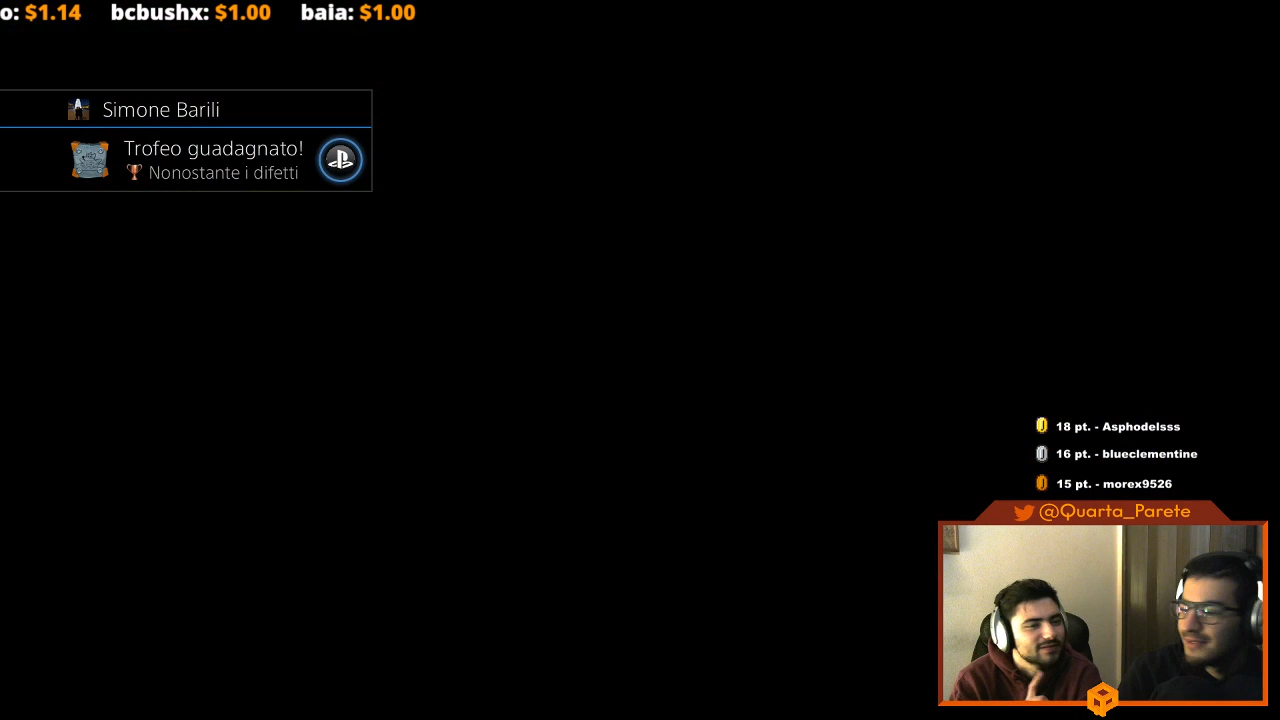 o: $1.14 bcbushx: $1.00 baia: $1.00
Simone Barili
Trofeo guadagnato!
Nonostante i difetti
18 pt. - Asphodelsss
16 pt. - blueclementine
15 pt. - morex9526
@Quarta_Parete